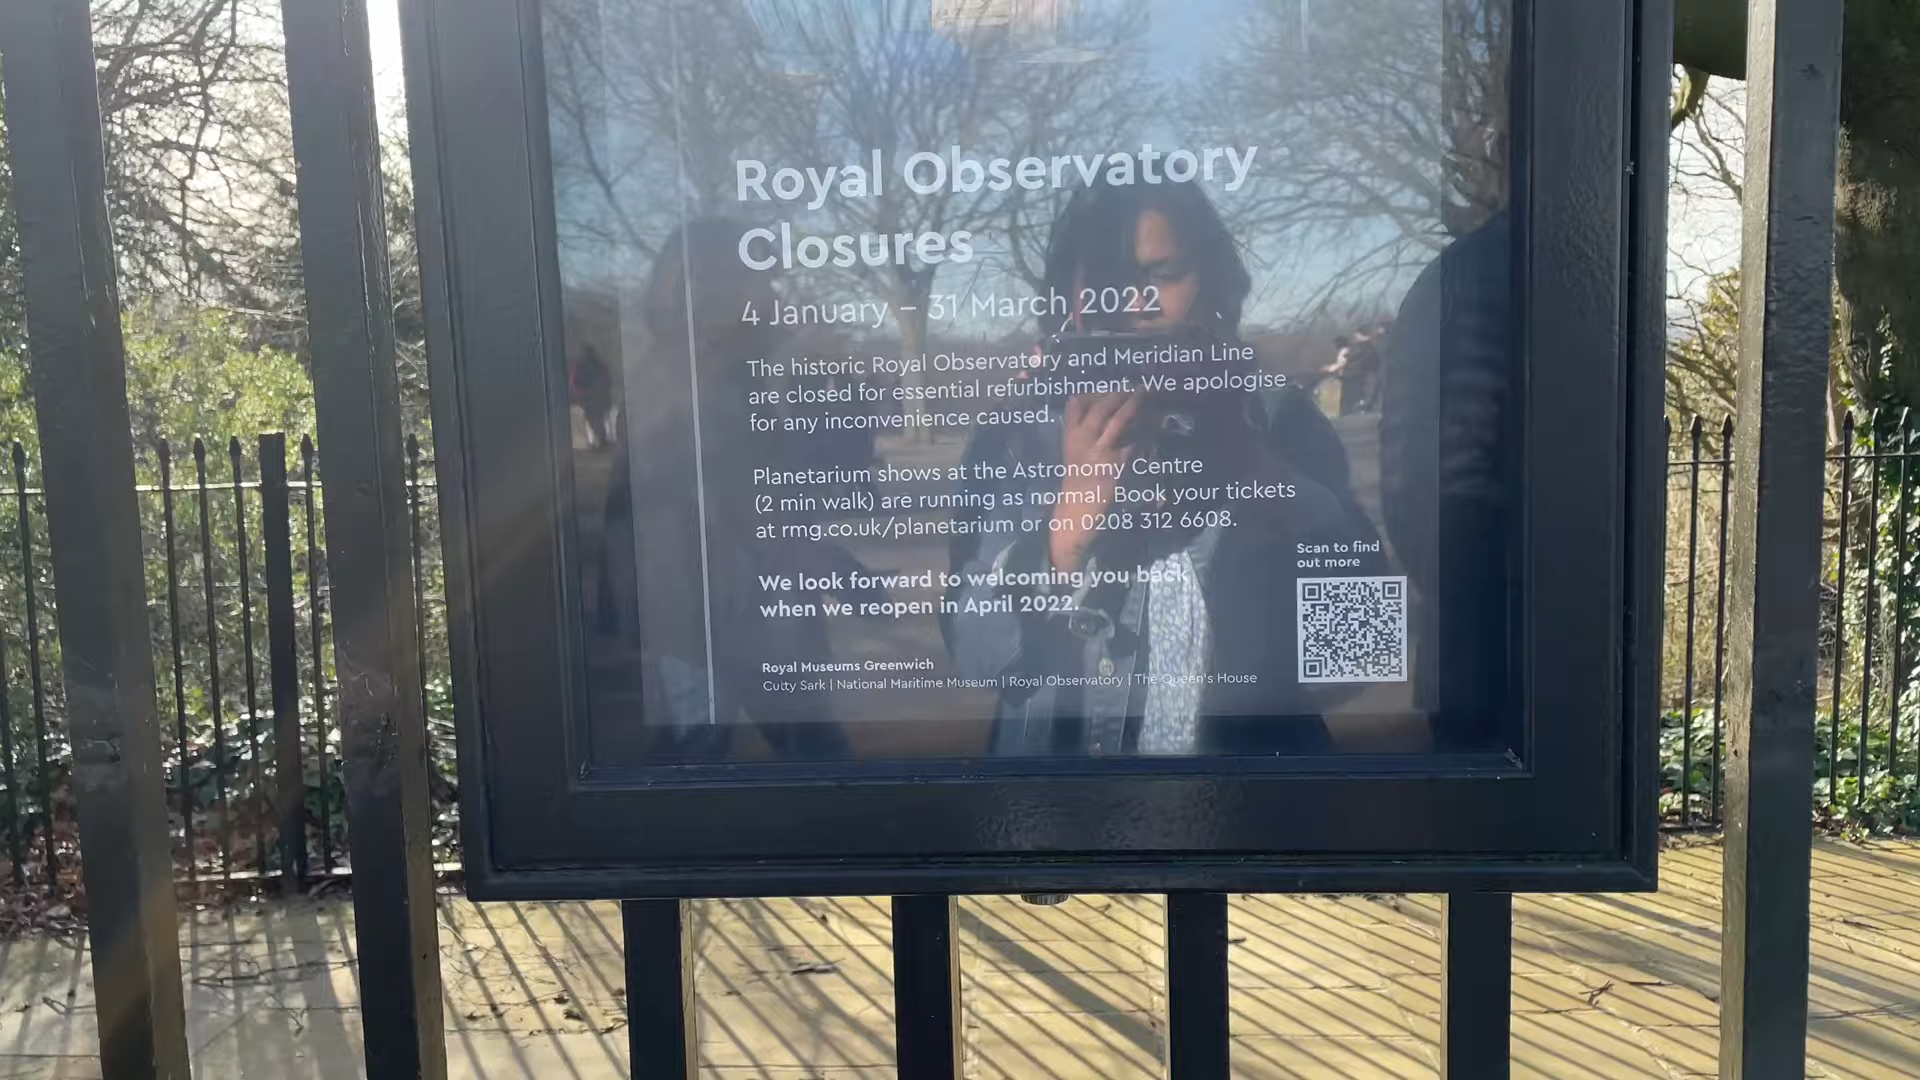 Royal Observatory
Closures
4 January – 31 March 2022
The historic Royal Observatory and Meridian Line
are closed for essential refurbishment. We apologise
for any inconvenience caused.
Planetarium shows at the Astronomy Centre
(2 min walk) are running as normal. Book your tickets
at rmg.co.uk/planetarium or on 0208 312 6608.
We look forward to welcoming you back
when we reopen in April 2022.
Scan to find
out more
Royal Museums Greenwich
Cutty Sark | National Maritime Museum | Royal Observatory | The Queen's House